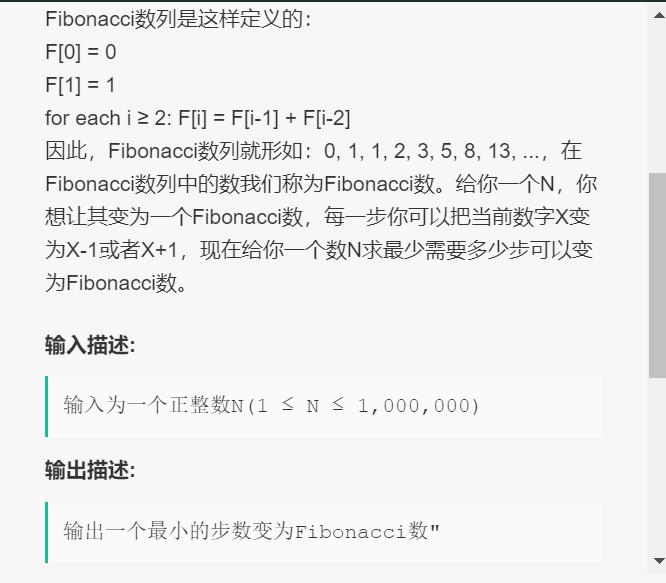 Fibonacci数列是这样定义的：
F[0] = 0
F[1] = 1
for each i ≥ 2: F[i] = F[i-1] + F[i-2]
因此，Fibonacci数列就形如：0, 1, 1, 2, 3, 5, 8, 13, ...，在
Fibonacci数列中的数我们称为Fibonacci数。给你一个N，你
想让其变为一个Fibonacci数，每一步你可以把当前数字X变
为X-1或者X+1，现在给你一个数N求最少需要多少步可以变
为Fibonacci数。
输入描述:
输入为一个正整数N(1 ≤ N ≤ 1,000,000)
输出描述:
输出一个最小的步数变为Fibonacci数"